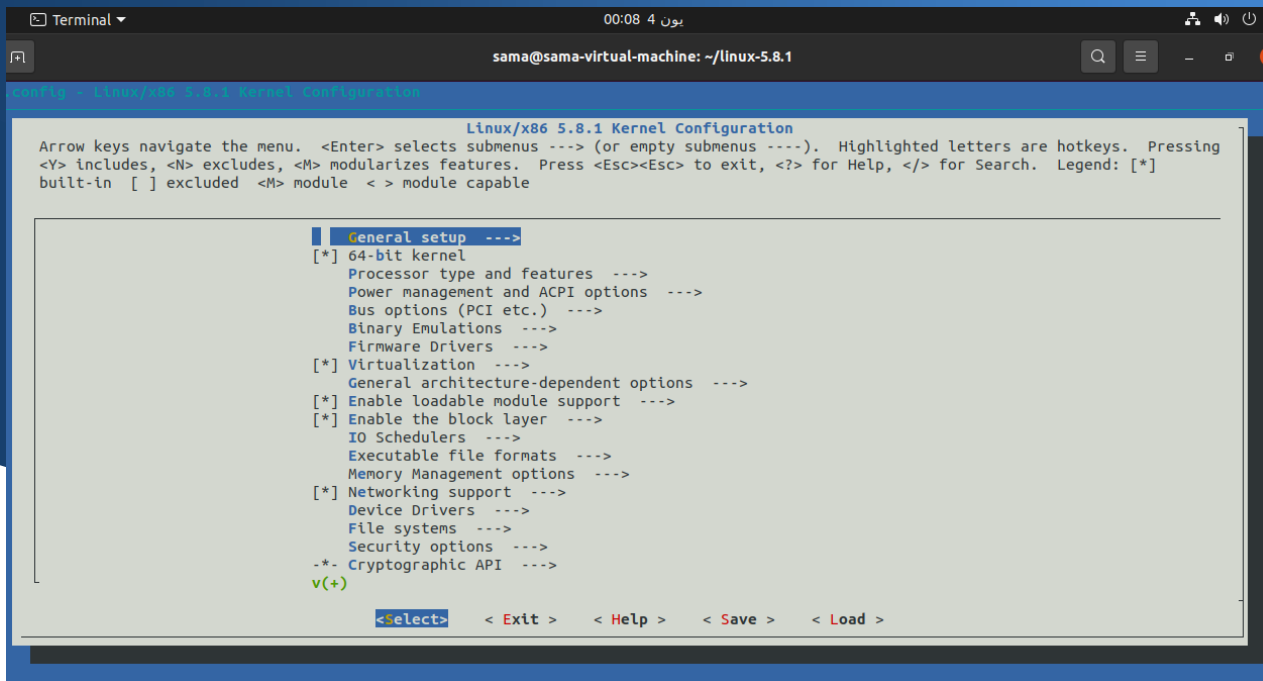 Terminal
00:08 4 يون
sama@sama-virtual-machine: ~/linux-5.8.1
.config - Linux/x86 5.8.1 Kernel Configuration
Linux/x86 5.8.1 Kernel Configuration
Arrow keys navigate the menu.  <Enter> selects submenus ---> (or empty submenus ----).  Highlighted letters are hotkeys.  Pressing
<Y> includes, <N> excludes, <M> modularizes features.  Press <Esc><Esc> to exit, <?> for Help, </> for Search.  Legend: [*]
built-in  [ ] excluded  <M> module  < > module capable
General setup  --->
[*] 64-bit kernel
Processor type and features  --->
Power management and ACPI options  --->
Bus options (PCI etc.)  --->
Binary Emulations  --->
Firmware Drivers  --->
[*] Virtualization  --->
General architecture-dependent options  --->
[*] Enable loadable module support  --->
[*] Enable the block layer  --->
IO Schedulers  --->
Executable file formats  --->
Memory Management options  --->
[*] Networking support  --->
Device Drivers  --->
File systems  --->
Security options  --->
-*- Cryptographic API  --->
v(+)
<Select>    < Exit >    < Help >    < Save >    < Load >